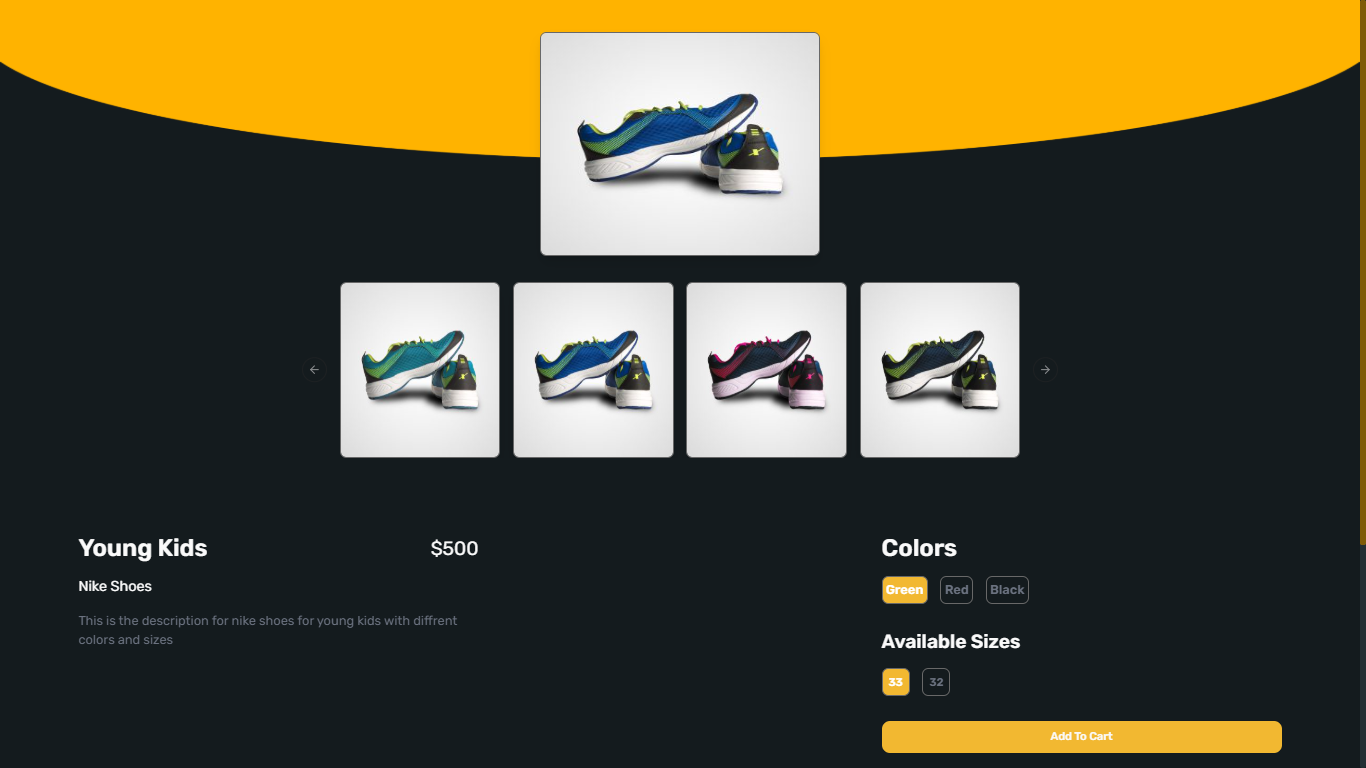 Young Kids
$500
Nike Shoes
This is the description for nike shoes for young kids with diffrent
colors and sizes
Colors
Green Red Black
Available Sizes
33 32
Add To Cart